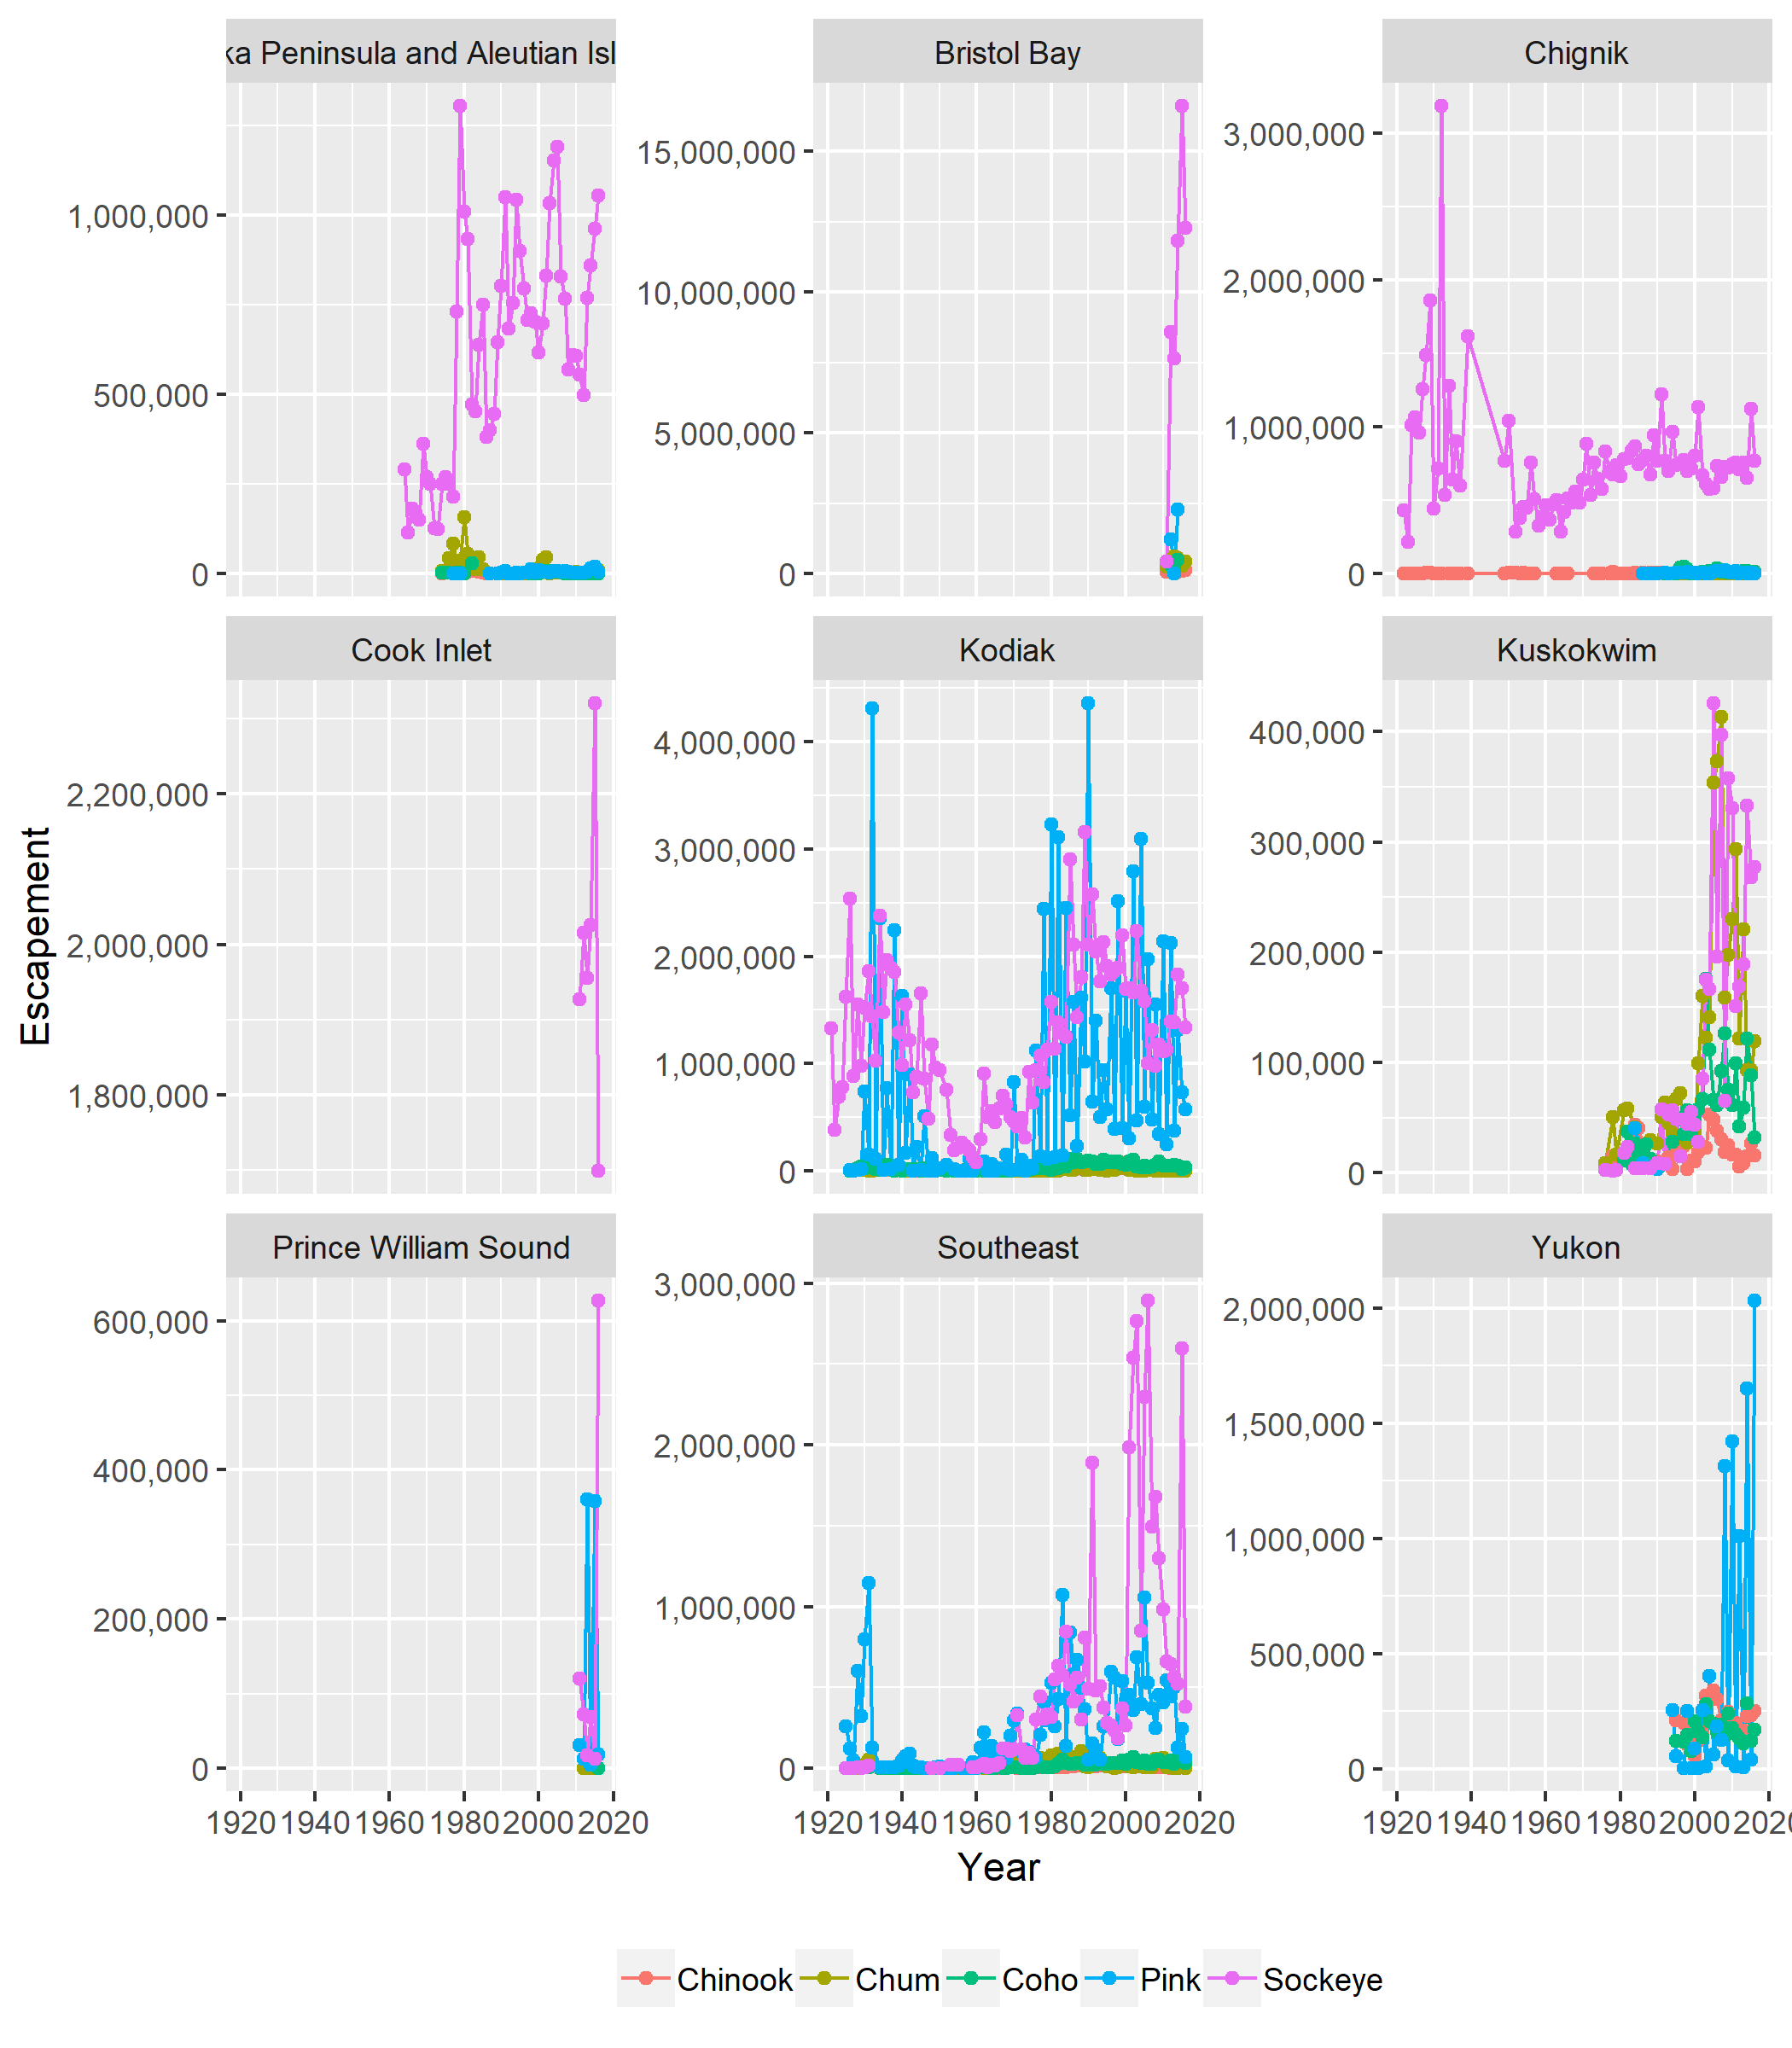 ka Peninsula and Aleutian Isl
Bristol Bay
Chignik
1,000,000
500,000
0
15,000,000
10,000,000
5,000,000
0
3,000,000
2,000,000
1,000,000
0
Cook Inlet
Kodiak
Kuskokwim
2,200,000
2,000,000
1,800,000
4,000,000
3,000,000
2,000,000
1,000,000
0
400,000
300,000
200,000
100,000
0
Escapement
Prince William Sound
Southeast
Yukon
600,000
400,000
200,000
0
3,000,000
2,000,000
1,000,000
0
2,000,000
1,500,000
1,000,000
500,000
0
1920 1940 1960 1980 2000 2020
1920 1940 1960 1980 2000 2020
1920 1940 1960 1980 2000 2020
Year
Chinook Chum Coho Pink Sockeye